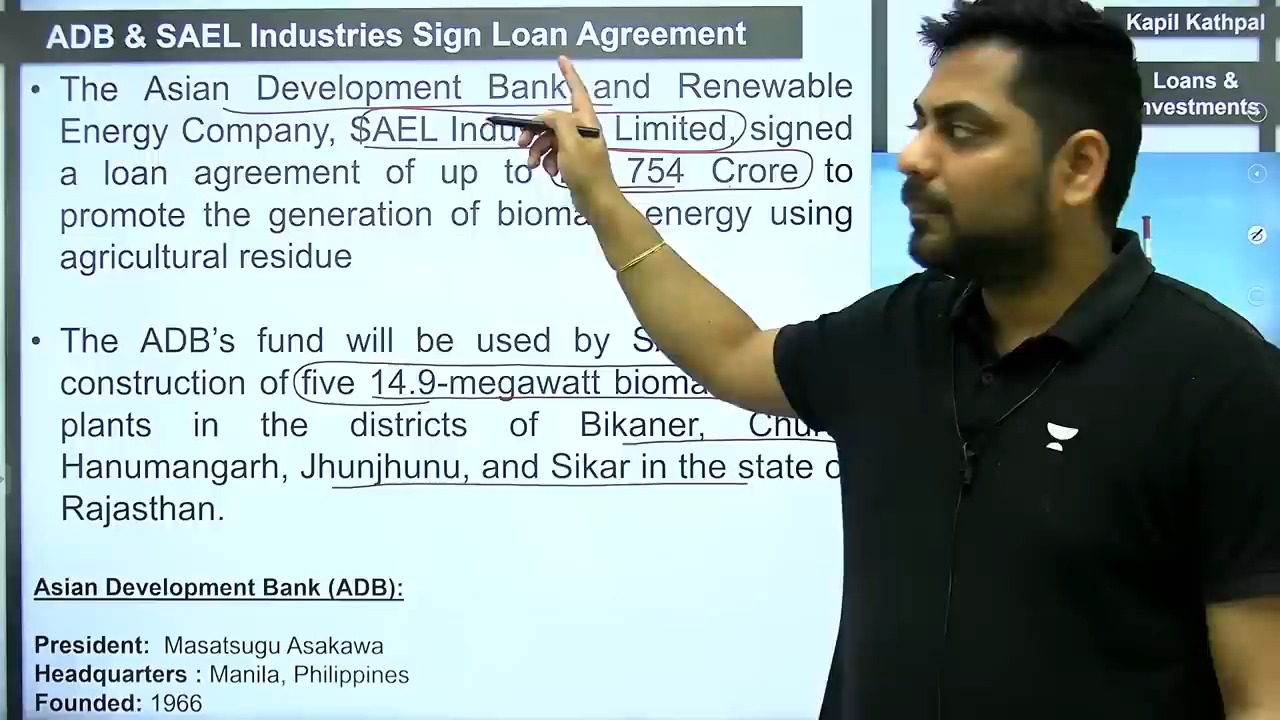 ADB & SAEL Industries Sign Loan Agreement
Kapil Kathpal
Loans &
nvestments
• The Asian Development Bank and Renewable
Energy Company, SAEL Indu Limited, signed
a loan agreement of up to 754 Crore to
promote the generation of bioma energy using
agricultural residue
• The ADB's fund will be used by
construction of five 14.9-megawatt bioma
plants in the districts of Bikaner, Churu
Hanumangarh, Jhunjhunu, and Sikar in the state
Rajasthan.
Asian Development Bank (ADB):
President: Masatsugu Asakawa
Headquarters : Manila, Philippines
Founded: 1966